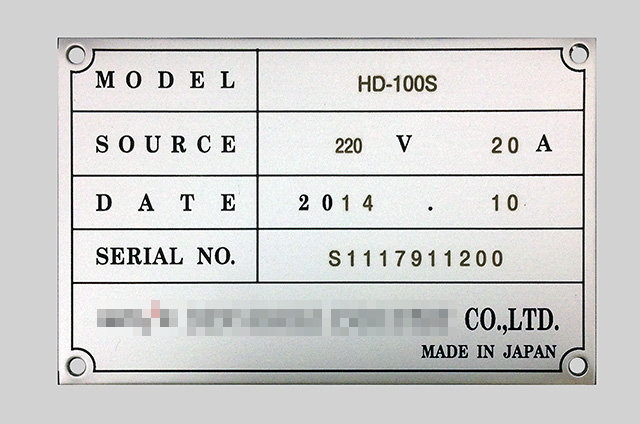 MODEL HD-100S
SOURCE 220 V 20 A
DATE 2014 . 10
SERIAL NO. S1117911200
CO.,LTD.
MADE IN JAPAN